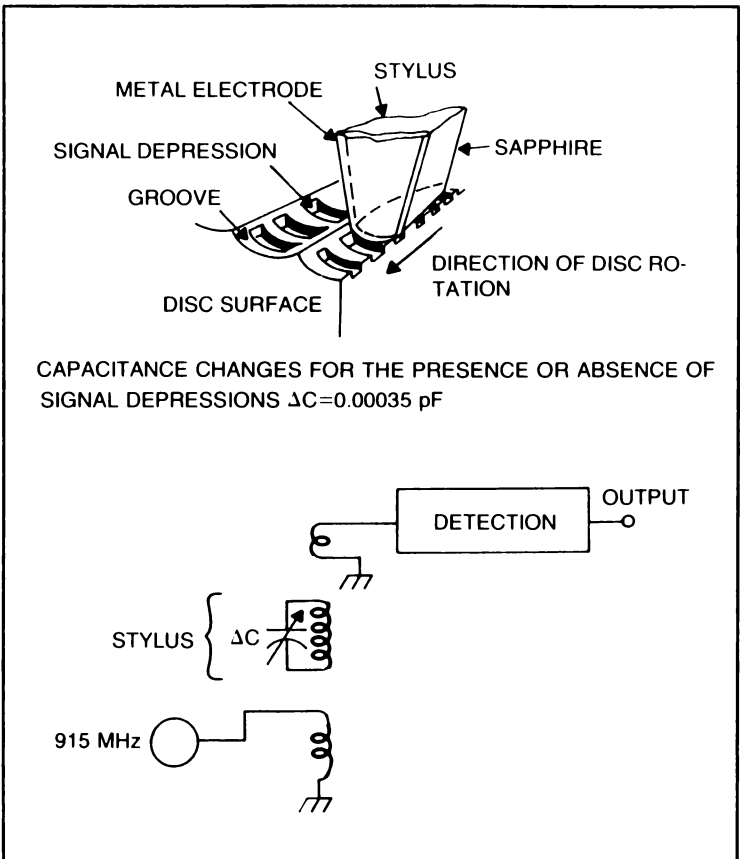 STYLUS
METAL ELECTRODE
SIGNAL DEPRESSION
SAPPHIRE
GROOVE
DIRECTION OF DISC RO-
TATION
DISC SURFACE
CAPACITANCE CHANGES FOR THE PRESENCE OR ABSENCE OF
SIGNAL DEPRESSIONS ΔC=0.00035 pF
OUTPUT
DETECTION
STYLUS
ΔC
915 MHz